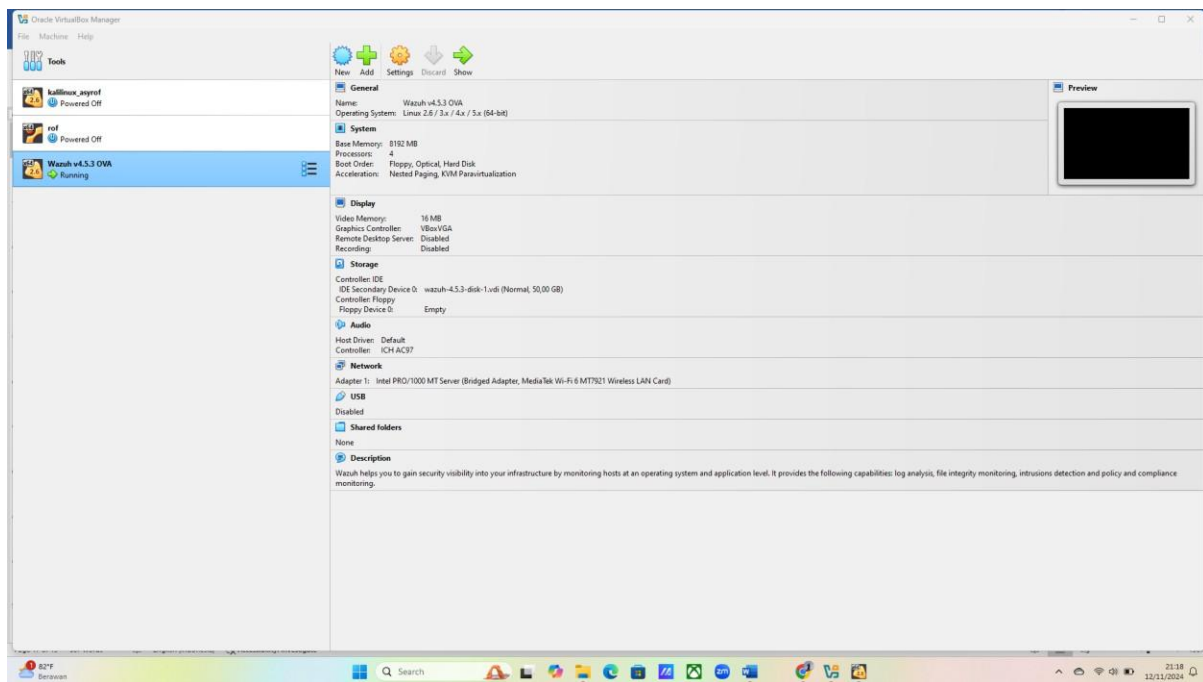 Oracle VirtualBox Manager
File Machine Help
Tools
New Add Settings Discard Show
kalilinux_asyrof
Powered Off
rof
Powered Off
Wazuh v4.5.3 OVA
Running
General
Name: Wazuh v4.5.3 OVA
Operating System: Linux 2.6 / 3.x / 4.x / 5.x (64-bit)
System
Base Memory: 8192 MB
Processors: 4
Boot Order: Floppy, Optical, Hard Disk
Acceleration: Nested Paging, KVM Paravirtualization
Preview
Display
Video Memory: 16 MB
Graphics Controller: VBoxVGA
Remote Desktop Server: Disabled
Recording: Disabled
Storage
Controller: IDE
IDE Secondary Device 0: wazuh-4.5.3-disk-1.vdi (Normal, 50,00 GB)
Controller: Floppy
Floppy Device 0: Empty
Audio
Host Driver: Default
Controller: ICH AC97
Network
Adapter 1: Intel PRO/1000 MT Server (Bridged Adapter, MediaTek Wi-Fi 6 MT7921 Wireless LAN Card)
USB
Disabled
Shared folders
None
Description
Wazuh helps you to gain security visibility into your infrastructure by monitoring hosts at an operating system and application level. It provides the following capabilities: log analysis, file integrity monitoring, intrusions detection and policy and compliance
monitoring.
82°F
Berawan
Search
21:18
12/11/2024